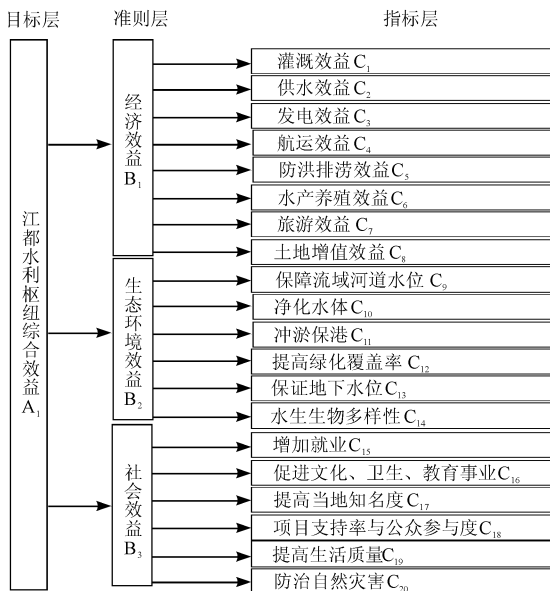 目标层 准则层 指标层
江都水利枢纽综合效益A₁
经济效益B₁
灌溉效益C₁
供水效益C₂
发电效益C₃
航运效益C₄
防洪排涝效益C₅
水产养殖效益C₆
旅游效益C₇
土地增值效益C₈
生态环境效益B₂
保障流域河道水位C₉
净化水体C₁₀
冲淤保港C₁₁
提高绿化覆盖率C₁₂
保证地下水位C₁₃
水生生物多样性C₁₄
社会效益B₃
增加就业C₁₅
促进文化、卫生、教育事业C₁₆
提高当地知名度C₁₇
项目支持率与公众参与度C₁₈
提高生活质量C₁₉
防治自然灾害C₂₀